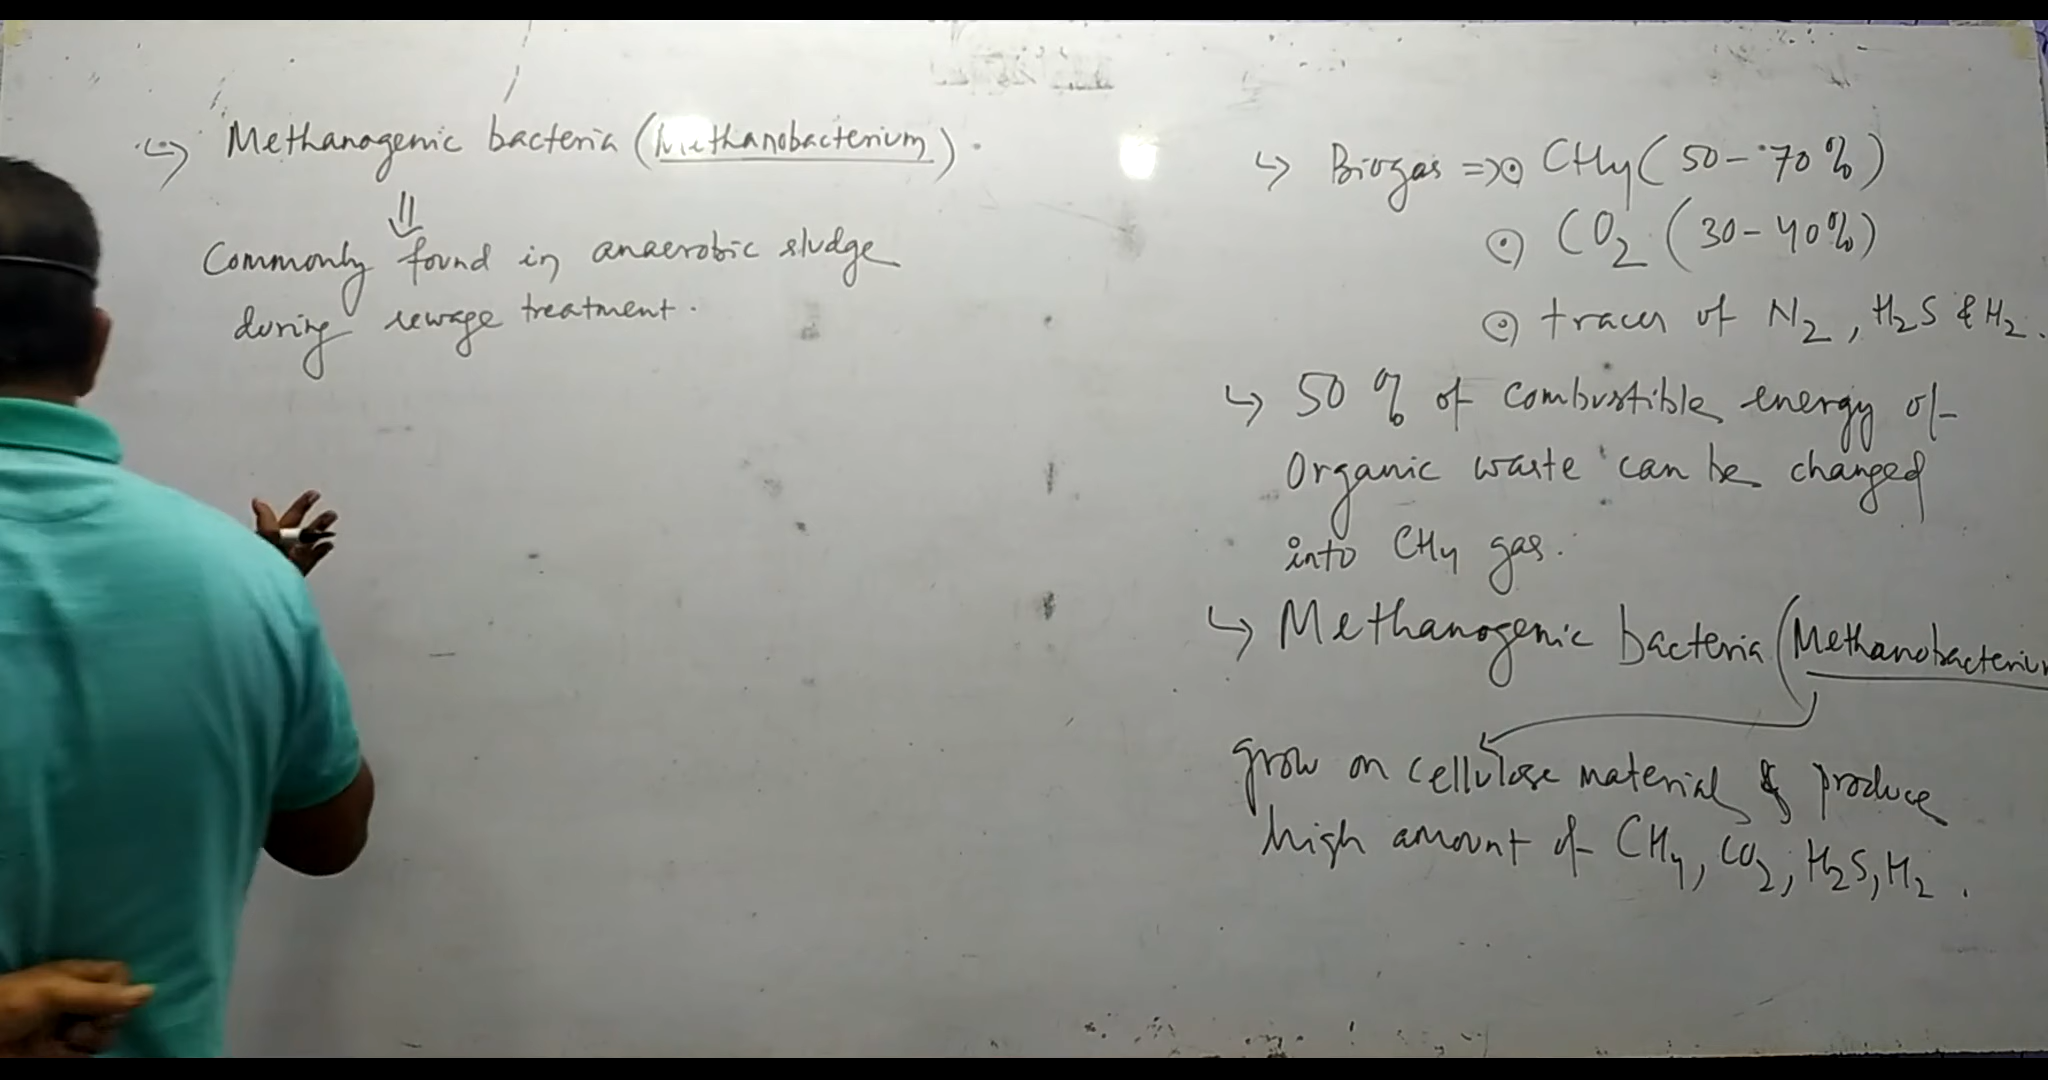 ↪ Methanogenic bacteria (Methanobacterium).
⇓
Commonly found in anaerobic sludge
during sewage treatment.
↪ Biogas => ⊙ CH4 (50-70%)
⊙ CO2 (30-40%)
⊙ traces of N2, H2S & H2.
↪ 50% of combustible energy of
Organic waste can be changed
into CH4 gas.
↪ Methanogenic bacteria (Methanobacterium
grow on cellulose material & produce
high amount of CH4, CO2, H2S, H2.